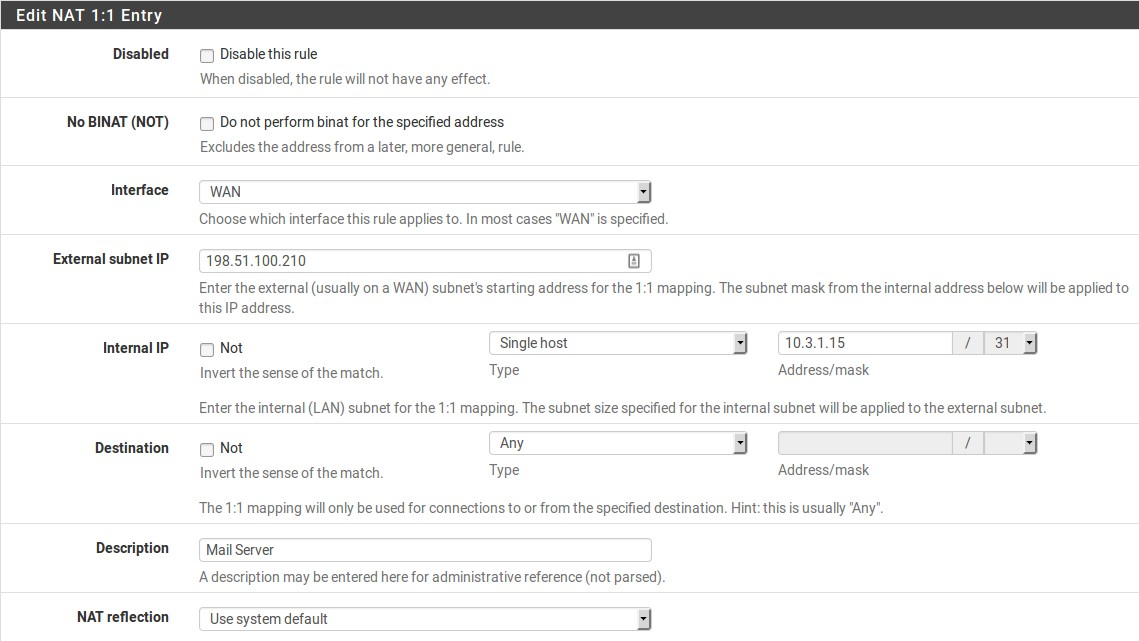 Edit NAT 1:1 Entry
Disabled
Disable this rule
When disabled, the rule will not have any effect.
No BINAT (NOT)
Do not perform binat for the specified address
Excludes the address from a later, more general, rule.
Interface
WAN
Choose which interface this rule applies to. In most cases "WAN" is specified.
External subnet IP
198.51.100.210
Enter the external (usually on a WAN) subnet's starting address for the 1:1 mapping. The subnet mask from the internal address below will be applied to
this IP address.
Internal IP
Not
Single host
10.3.1.15 / 31
Invert the sense of the match.
Type
Address/mask
Enter the internal (LAN) subnet for the 1:1 mapping. The subnet size specified for the internal subnet will be applied to the external subnet.
Destination
Not
Any
/
Invert the sense of the match.
Type
Address/mask
The 1:1 mapping will only be used for connections to or from the specified destination. Hint: this is usually "Any".
Description
Mail Server
A description may be entered here for administrative reference (not parsed).
NAT reflection
Use system default